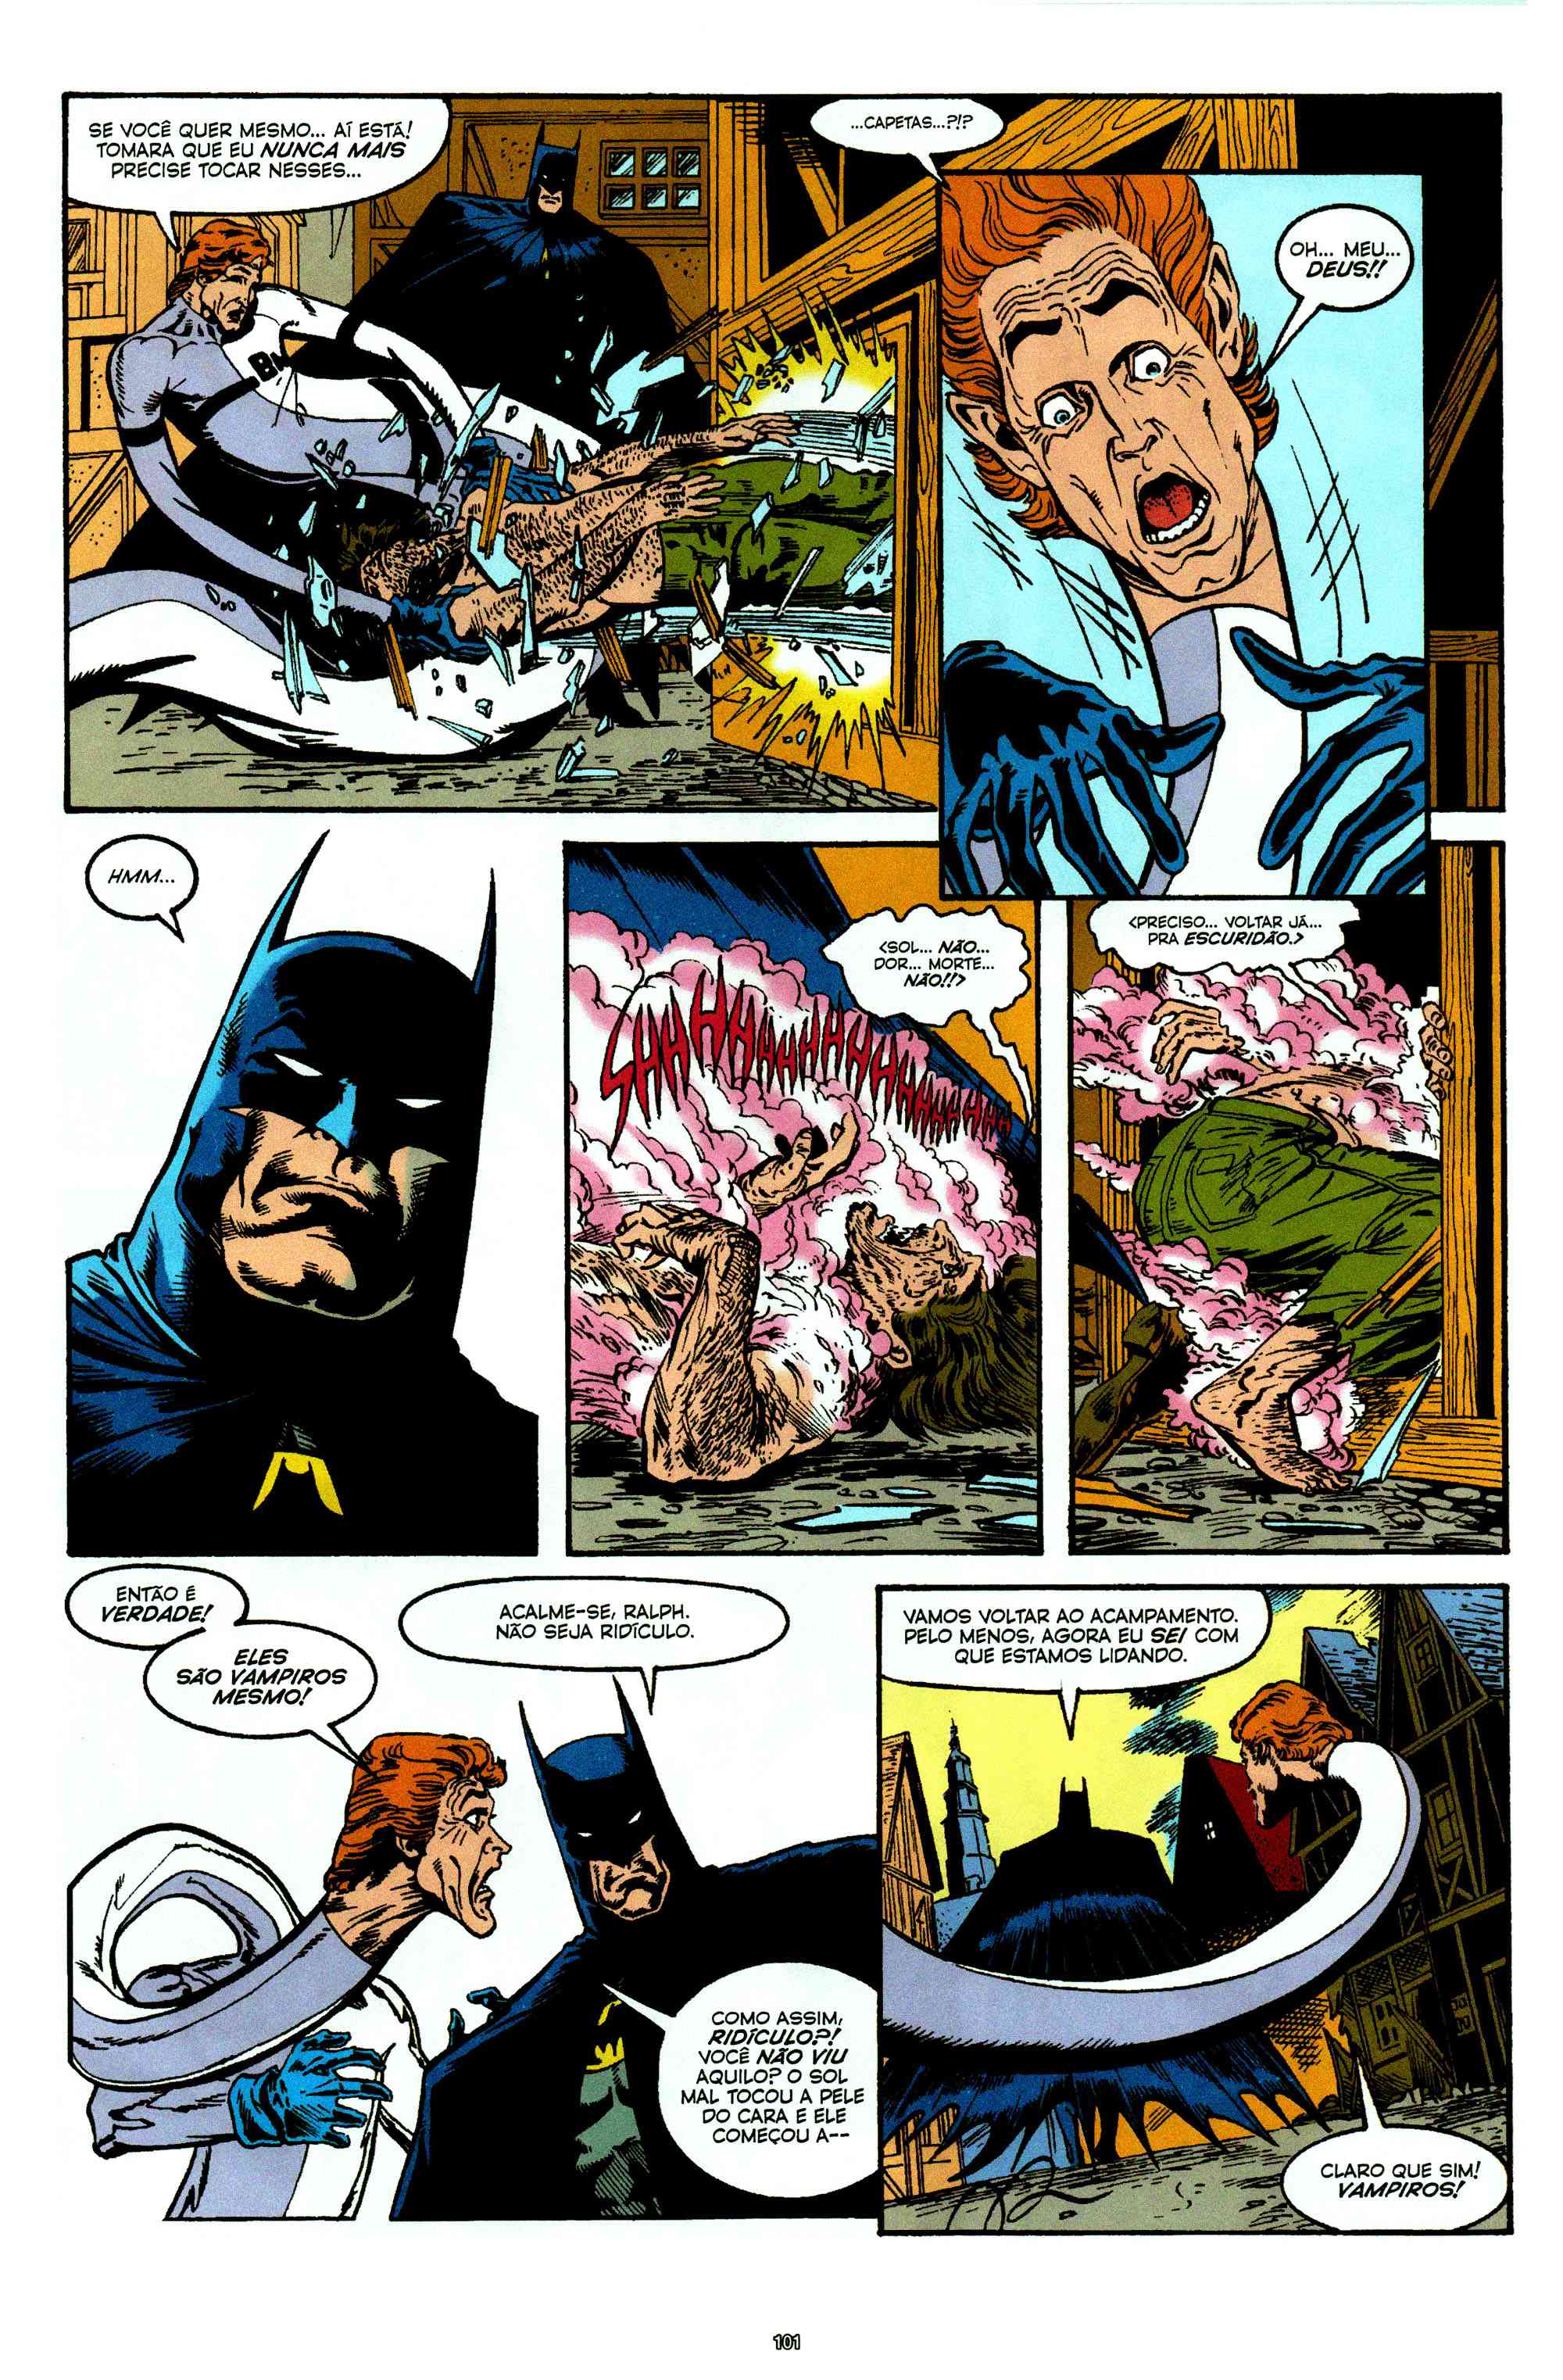 SE VOCÊ QUER MESMO... AÍ ESTÁ!
TOMARA QUE EU NUNCA MAIS
PRECISE TOCAR NESSES...
...CAPETAS...?!?
OH... MEU...
DEUS!!
HMM...
<SOL... NÃO...
DOR... MORTE...
NÃO!!>
SHHHHHHHHHHHHHHHHHH
<PRECISO... VOLTAR JÁ...
PRA ESCURIDÃO.>
ENTÃO É
VERDADE!
ELES
SÃO VAMPIROS
MESMO!
ACALME-SE, RALPH.
NÃO SEJA RIDÍCULO.
COMO ASSIM,
RIDÍCULO?!
VOCÊ NÃO VIU
AQUILO? O SOL
MAL TOCOU A PELE
DO CARA E ELE
COMEÇOU A--
VAMOS VOLTAR AO ACAMPAMENTO.
PELO MENOS, AGORA EU SEI COM
QUE ESTAMOS LIDANDO.
CLARO QUE SIM!
VAMPIROS!
101